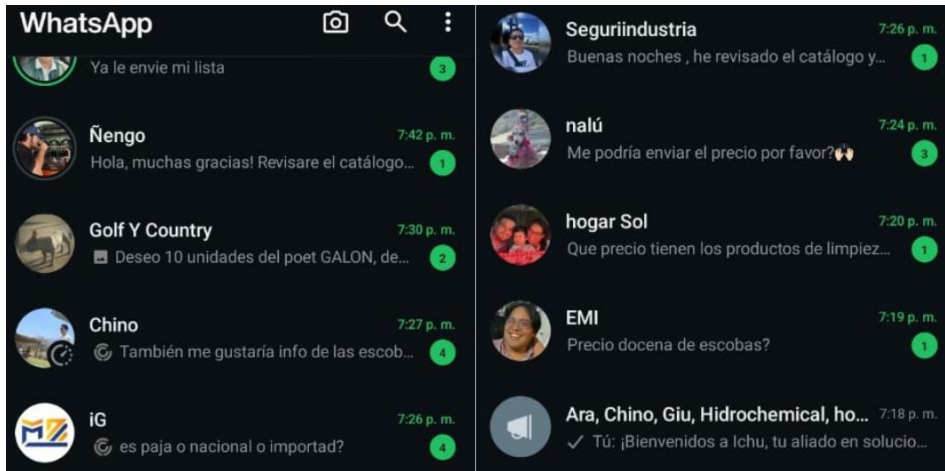 WhatsApp
Ya le envie mi lista
3
Ñengo
7:42 p. m.
Hola, muchas gracias! Revisare el catálogo...
1
Golf Y Country
7:30 p. m.
Deseo 10 unidades del poet GALON, de...
2
Chino
7:27 p. m.
También me gustaría info de las escob...
4
iG
7:26 p. m.
es paja o nacional o importad?
4
Seguriindustria
7:26 p. m.
Buenas noches , he revisado el catálogo y...
1
nalú
7:24 p. m.
Me podría enviar el precio por favor?🙌🏻
3
hogar Sol
7:20 p. m.
Que precio tienen los productos de limpiez...
1
EMI
7:19 p. m.
Precio docena de escobas?
1
Ara, Chino, Giu, Hidrochemical, ho...
7:18 p. m.
Tú: ¡Bienvenidos a Ichu, tu aliado en solucio...